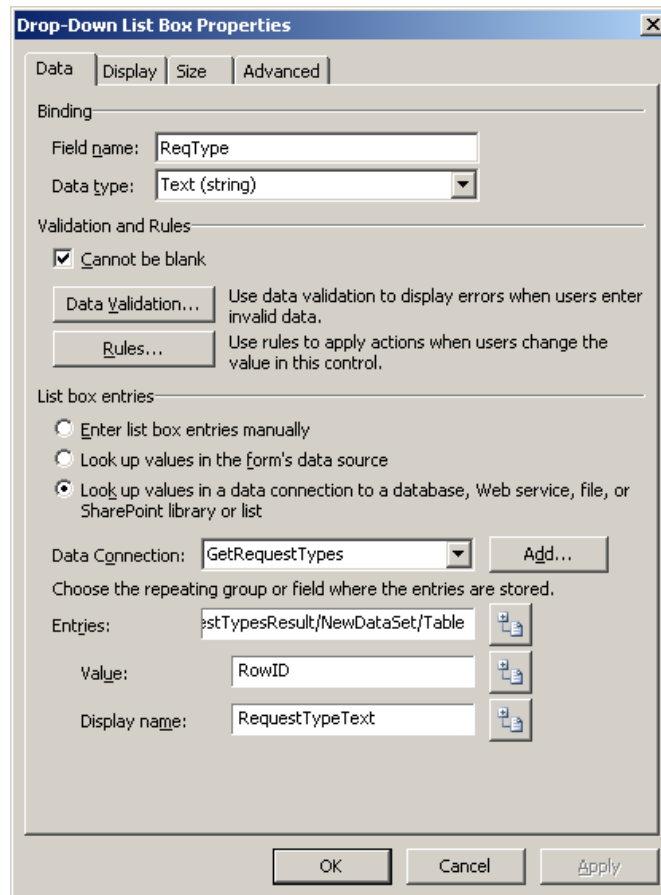 Drop-Down List Box Properties
Data Display Size Advanced
Binding
Field name: ReqType
Data type: Text (string)
Validation and Rules
Cannot be blank
Data Validation... Use data validation to display errors when users enter
invalid data.
Rules... Use rules to apply actions when users change the
value in this control.
List box entries
Enter list box entries manually
Look up values in the form's data source
Look up values in a data connection to a database, Web service, file, or
SharePoint library or list
Data Connection: GetRequestTypes Add...
Choose the repeating group or field where the entries are stored.
Entries: estTypesResult/NewDataSet/Table
Value: RowID
Display name: RequestTypeText
OK Cancel Apply